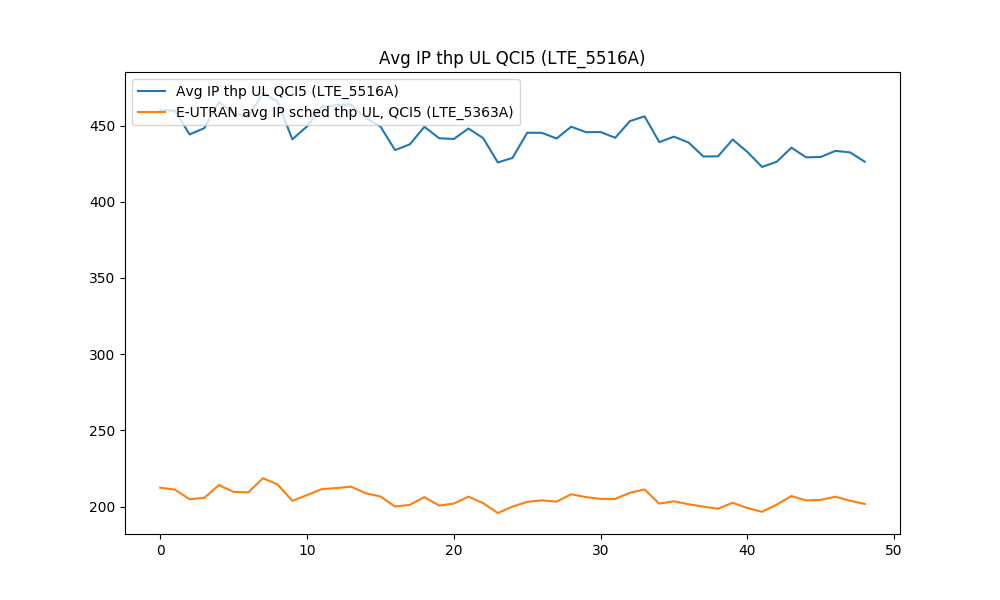 Avg IP thp UL QCI5 (LTE_5516A)
Avg IP thp UL QCI5 (LTE_5516A)
E-UTRAN avg IP sched thp UL, QCI5 (LTE_5363A)
450
400
350
300
250
200
0 10 20 30 40 50